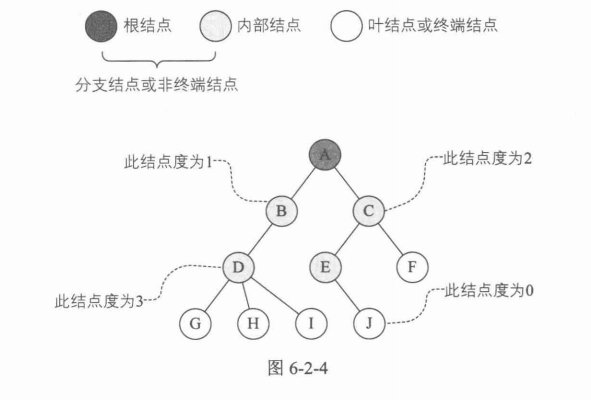 根结点 内部结点 叶结点或终端结点
分支结点或非终端结点
A
此结点度为1 此结点度为2
B C
D E F
此结点度为3 此结点度为0
G H I J
图 6-2-4